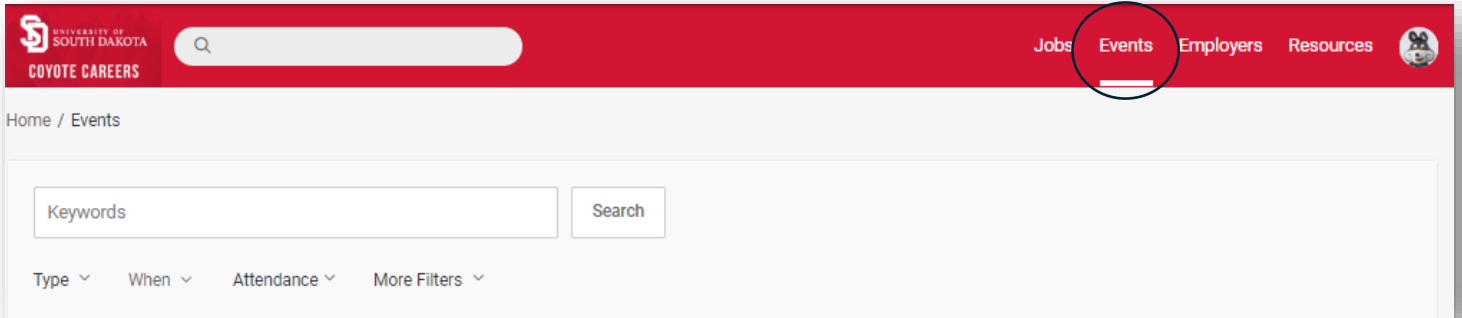 UNIVERSITY OF
SOUTH DAKOTA
COYOTE CAREERS
Jobs Events Employers Resources
Home / Events
Keywords Search
Type When Attendance More Filters